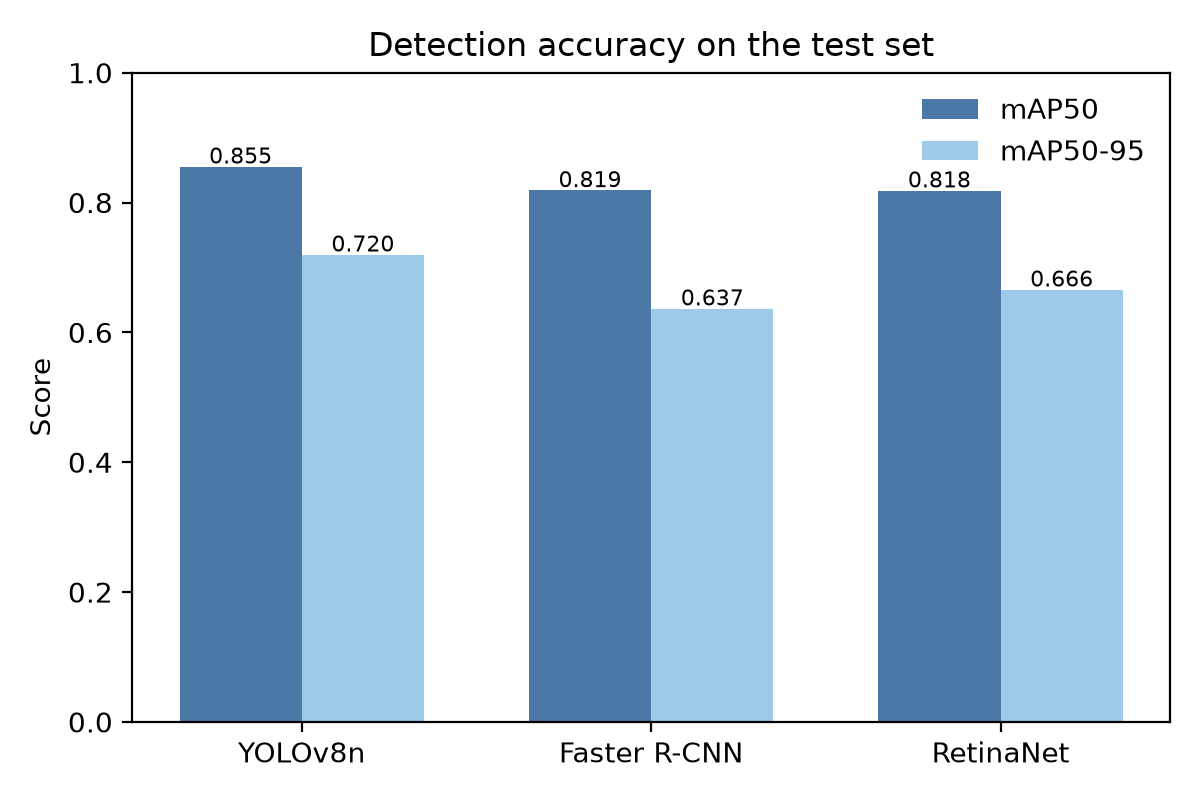 Detection accuracy on the test set
Score
1.0
0.8
0.6
0.4
0.2
0.0
mAP50
mAP50-95
0.855
0.720
0.819
0.637
0.818
0.666
YOLOv8n
Faster R-CNN
RetinaNet